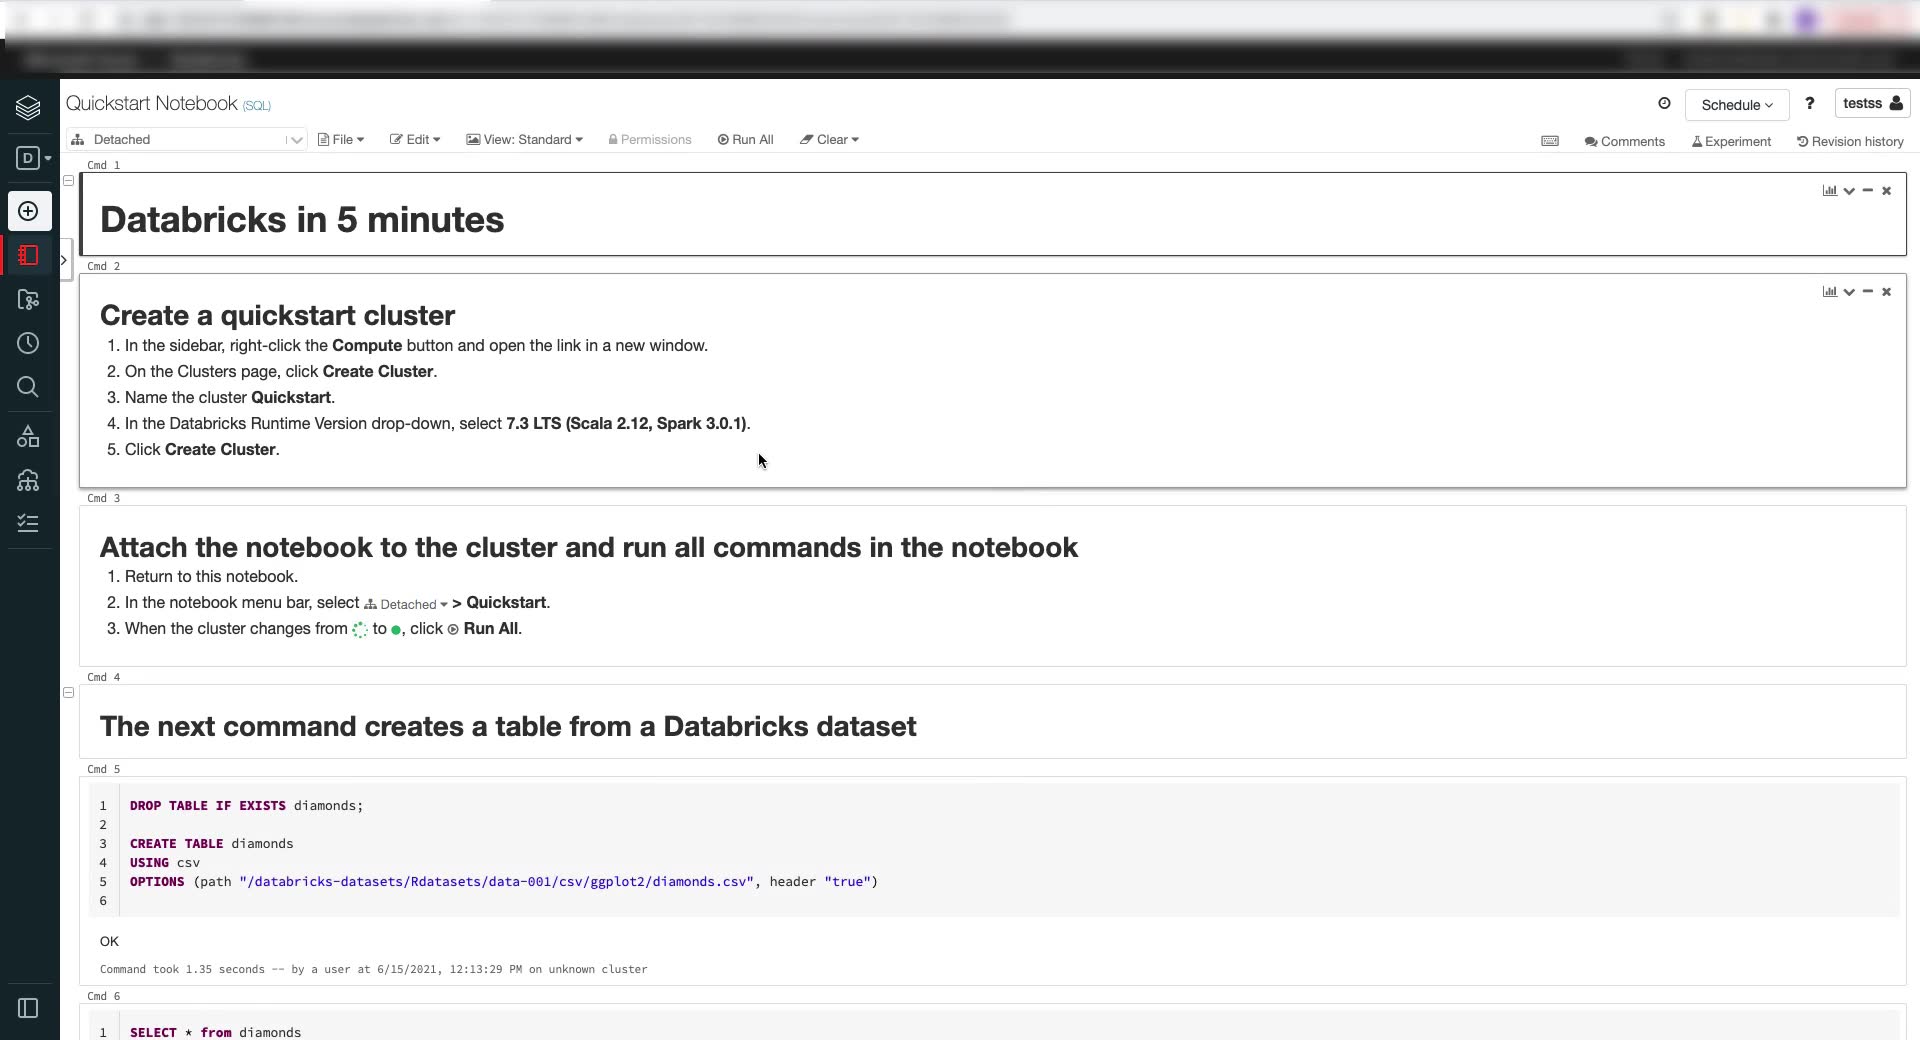 Quickstart Notebook (SQL)
Schedule
?
testss
Detached
File
Edit
View: Standard
Permissions
Run All
Clear
Comments
Experiment
Revision history
D
Cmd 1
Databricks in 5 minutes
Cmd 2
Create a quickstart cluster
1. In the sidebar, right-click the Compute button and open the link in a new window.
2. On the Clusters page, click Create Cluster.
3. Name the cluster Quickstart.
4. In the Databricks Runtime Version drop-down, select 7.3 LTS (Scala 2.12, Spark 3.0.1).
5. Click Create Cluster.
Cmd 3
Attach the notebook to the cluster and run all commands in the notebook
1. Return to this notebook.
2. In the notebook menu bar, select Detached > Quickstart.
3. When the cluster changes from to , click Run All.
Cmd 4
The next command creates a table from a Databricks dataset
Cmd 5
1 DROP TABLE IF EXISTS diamonds;
2
3 CREATE TABLE diamonds
4 USING csv
5 OPTIONS (path "/databricks-datasets/Rdatasets/data-001/csv/ggplot2/diamonds.csv", header "true")
6
OK
Command took 1.35 seconds -- by a user at 6/15/2021, 12:13:29 PM on unknown cluster
Cmd 6
1 SELECT * from diamonds